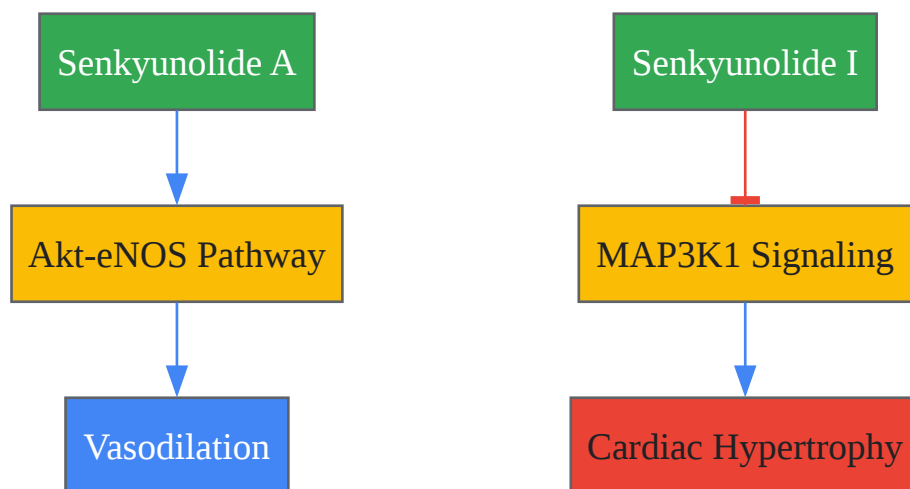 Senkyunolide A
Senkyunolide I
Akt-eNOS Pathway
MAP3K1 Signaling
Vasodilation
Cardiac Hypertrophy